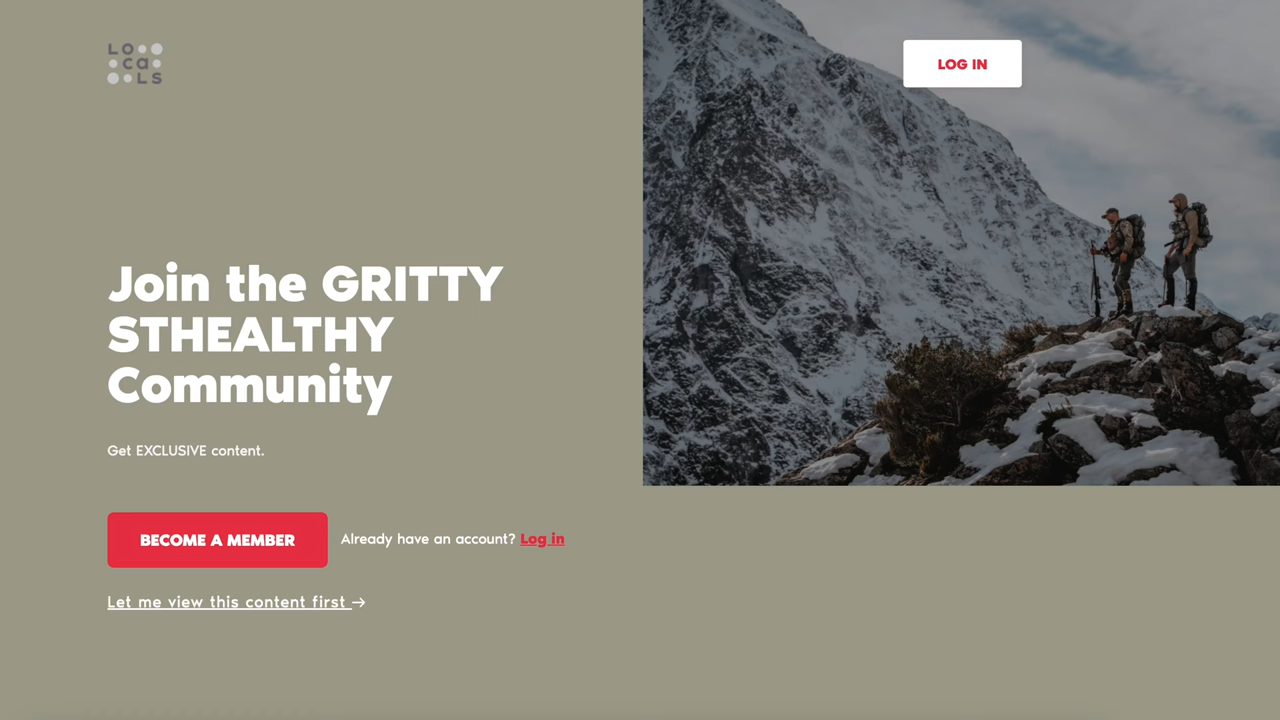 LO
CA
LS
LOG IN
Join the GRITTY
STHEALTHY
Community
Get EXCLUSIVE content.
BECOME A MEMBER
Already have an account? Log in
Let me view this content first →